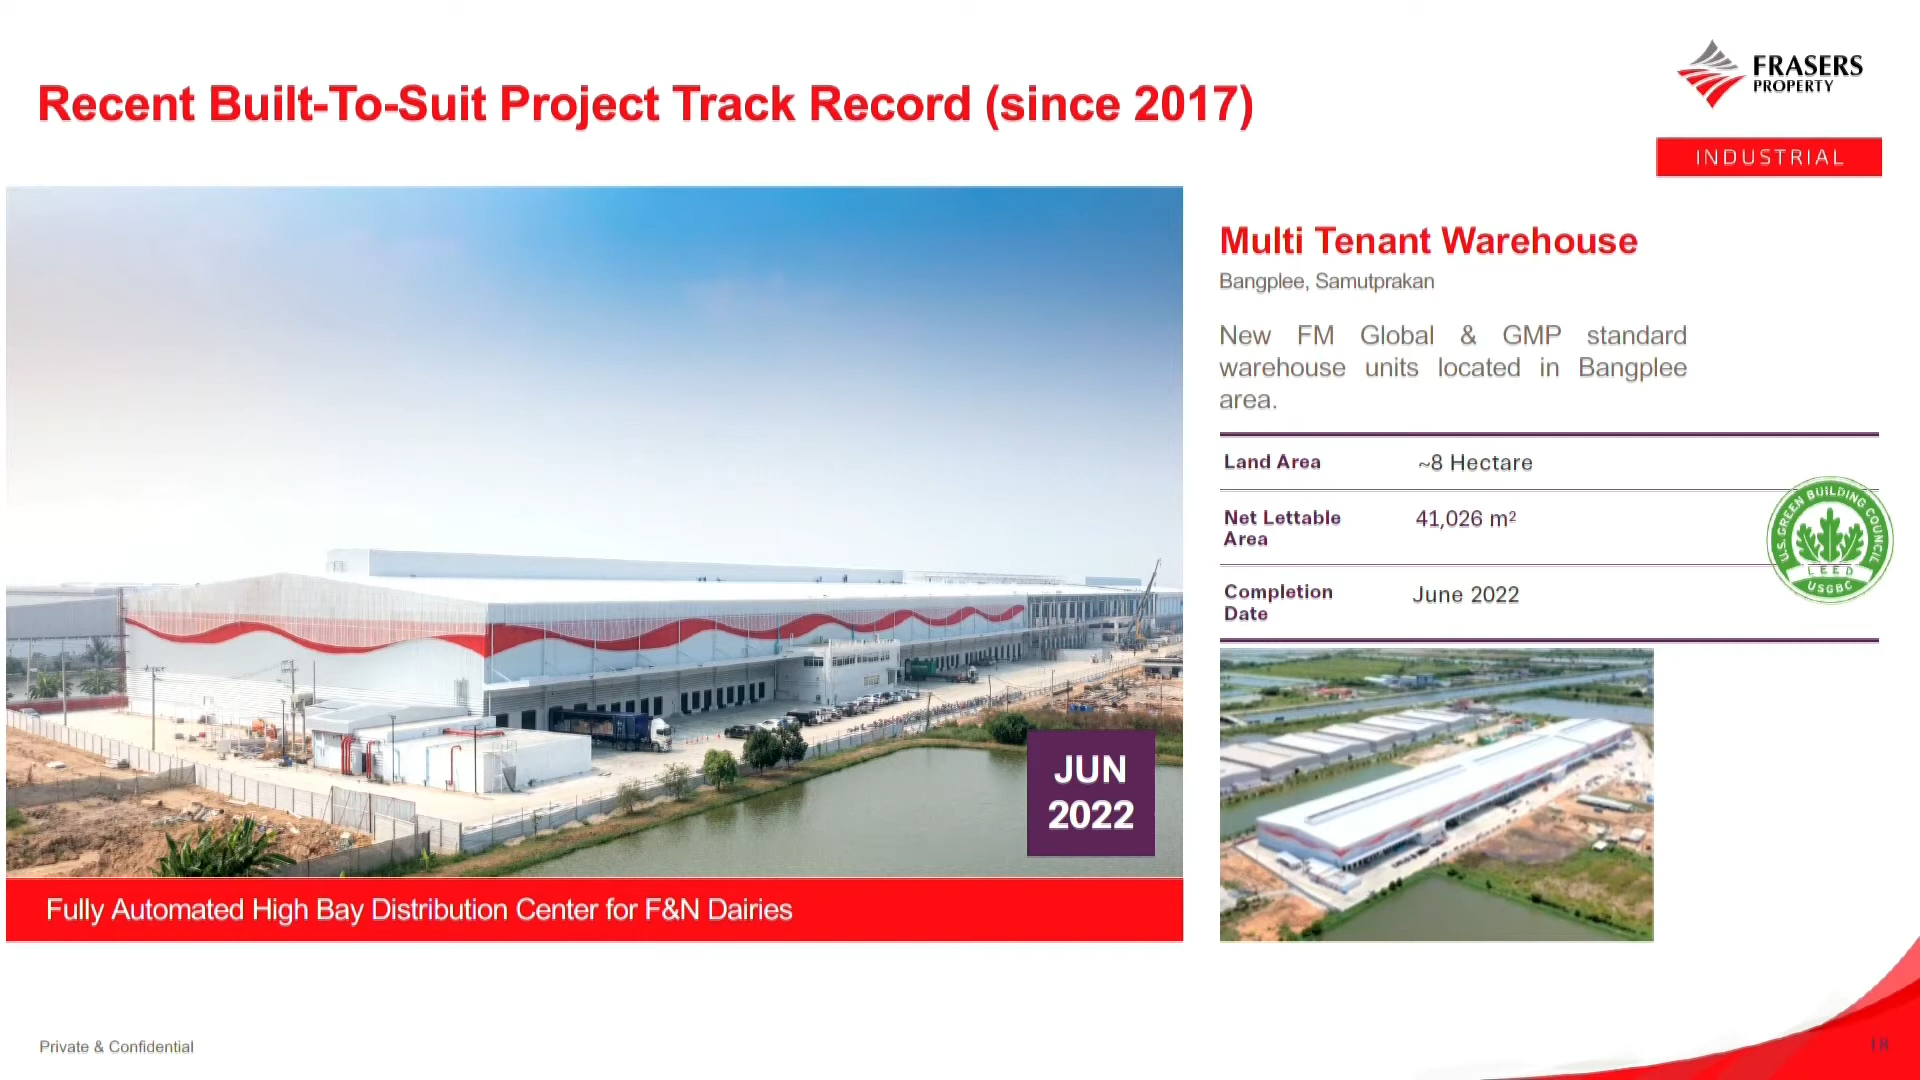 FRASERS
PROPERTY
INDUSTRIAL
Recent Built-To-Suit Project Track Record (since 2017)
Multi Tenant Warehouse
Bangplee, Samutprakan
New FM Global & GMP standard
warehouse units located in Bangplee
area.
Land Area ~8 Hectare
Net Lettable
Area
41,026 m²
Completion
Date
June 2022
U.S. GREEN BUILDING COUNCIL
LEED
USGBC
JUN
2022
Fully Automated High Bay Distribution Center for F&N Dairies
Private & Confidential
18